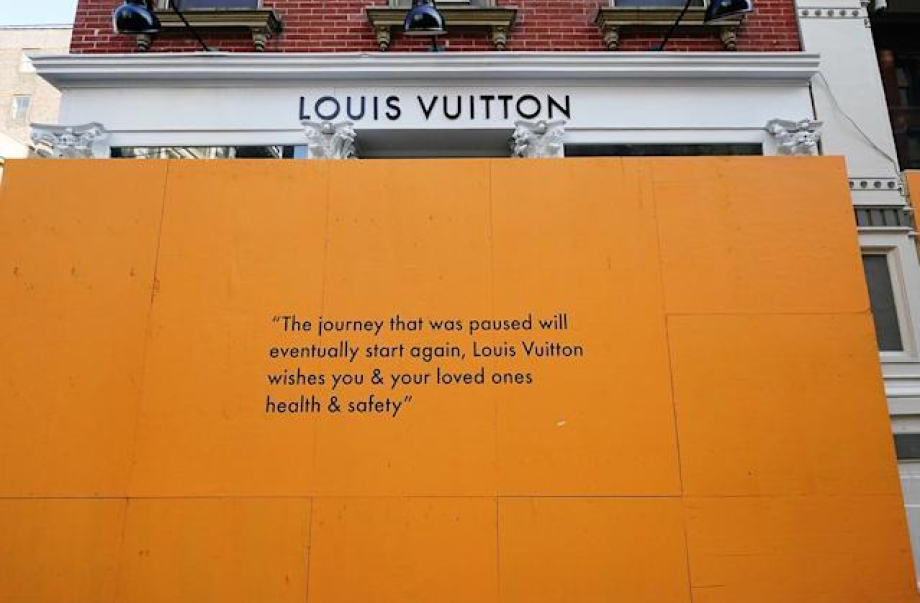 LOUIS VUITTON
“The journey that was paused will
eventually start again, Louis Vuitton
wishes you & your loved ones
health & safety”